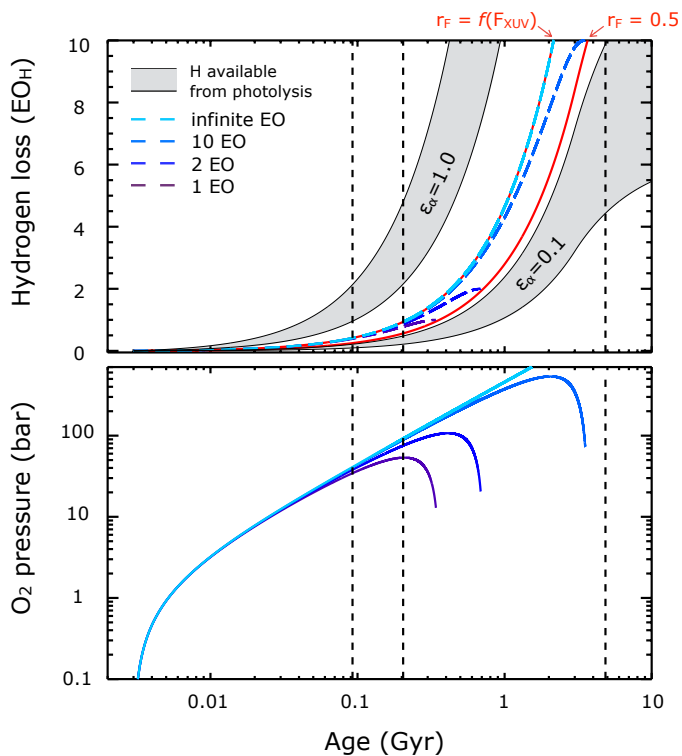 r_F = f(F_XUV) r_F = 0.5
Hydrogen loss (EO_H)
10
8
6
4
2
0
H available
from photolysis
infinite EO
10 EO
2 EO
1 EO
ε_α=1.0
ε_α=0.1
O_2 pressure (bar)
100
10
1
0.1
0.01 0.1 1 10
Age (Gyr)